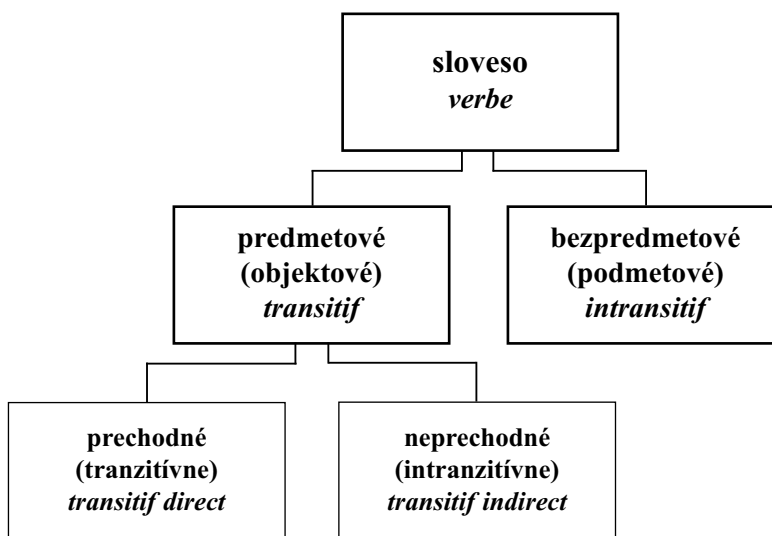 sloveso
verbe
predmetové
(objektové)
transitif
bezpredmetové
(podmetové)
intransitif
prechodné
(tranzitívne)
transitif direct
neprechodné
(intranzitívne)
transitif indirect